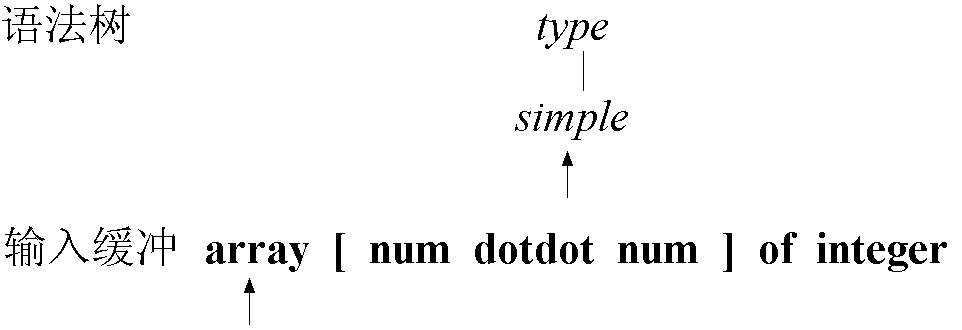 语法树 type
simple
输入缓冲 array [ num dotdot num ] of integer